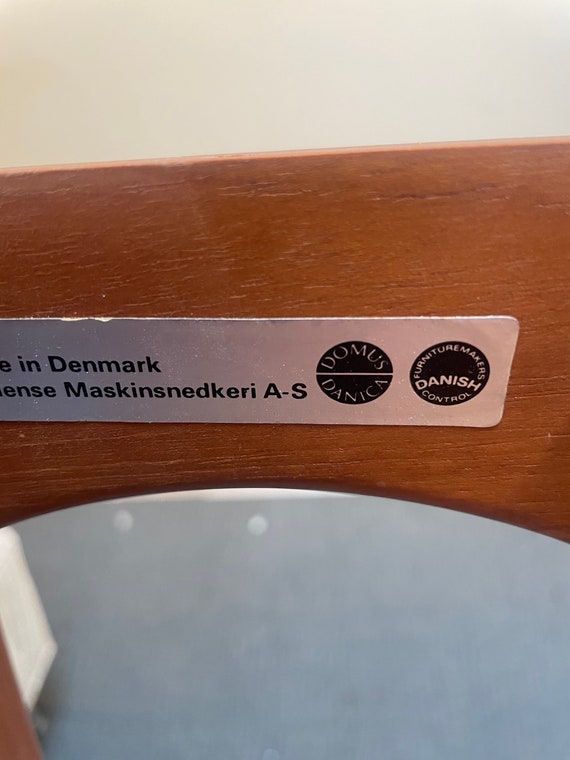 e in Denmark
ense Maskinsnedkeri A-S
DOMUS
DANICA
FURNITUREMAKERS
DANISH
CONTROL